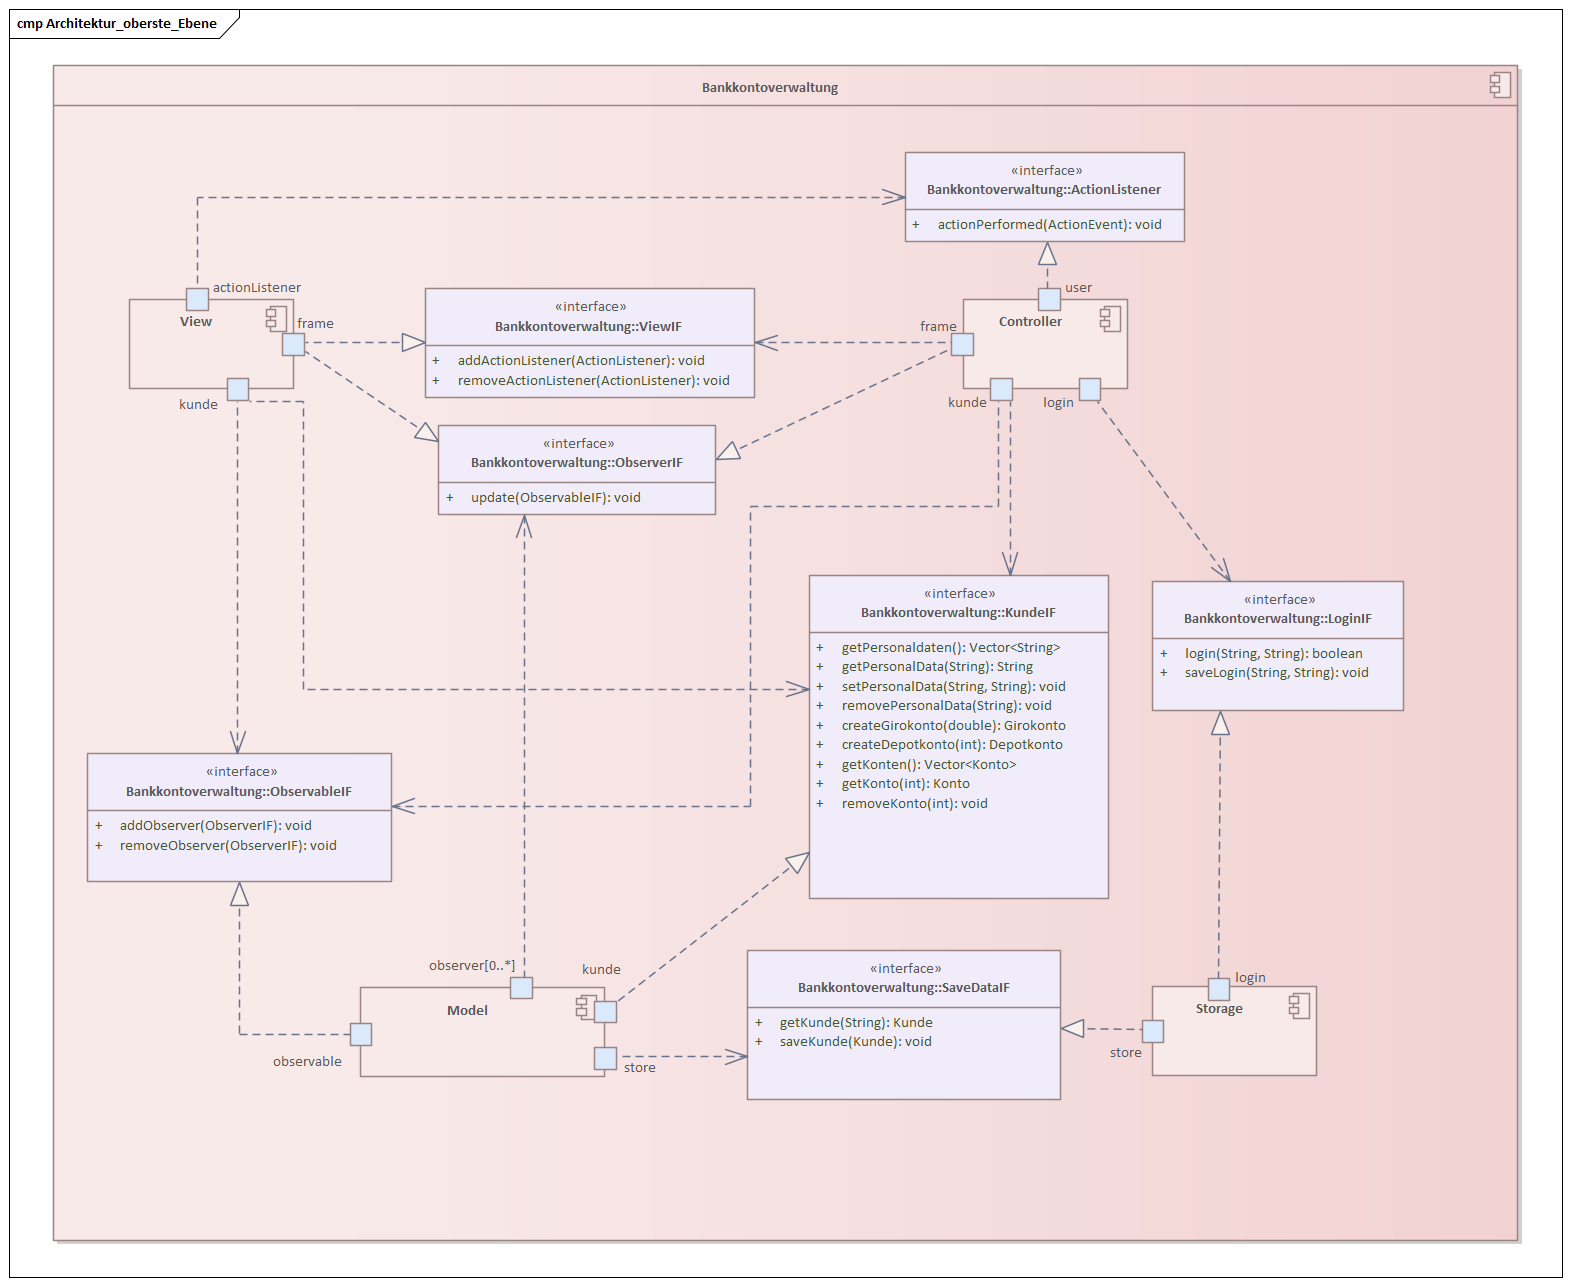 cmp Architektur_oberste_Ebene
Bankkontoverwaltung
«interface»
Bankkontoverwaltung::ActionListener
+ actionPerformed(ActionEvent): void
actionListener
View
frame
kunde
«interface»
Bankkontoverwaltung::ViewIF
+ addActionListener(ActionListener): void
+ removeActionListener(ActionListener): void
user
Controller
frame
kunde
login
«interface»
Bankkontoverwaltung::ObserverIF
+ update(ObservableIF): void
«interface»
Bankkontoverwaltung::KundeIF
+ getPersonaldaten(): Vector<String>
+ getPersonalData(String): String
+ setPersonalData(String, String): void
+ removePersonalData(String): void
+ createGirokonto(double): Girokonto
+ createDepotkonto(int): Depotkonto
+ getKonten(): Vector<Konto>
+ getKonto(int): Konto
+ removeKonto(int): void
«interface»
Bankkontoverwaltung::LoginIF
+ login(String, String): boolean
+ saveLogin(String, String): void
«interface»
Bankkontoverwaltung::ObservableIF
+ addObserver(ObserverIF): void
+ removeObserver(ObserverIF): void
observer[0..*]
kunde
Model
observable
store
«interface»
Bankkontoverwaltung::SaveDataIF
+ getKunde(String): Kunde
+ saveKunde(Kunde): void
login
Storage
store